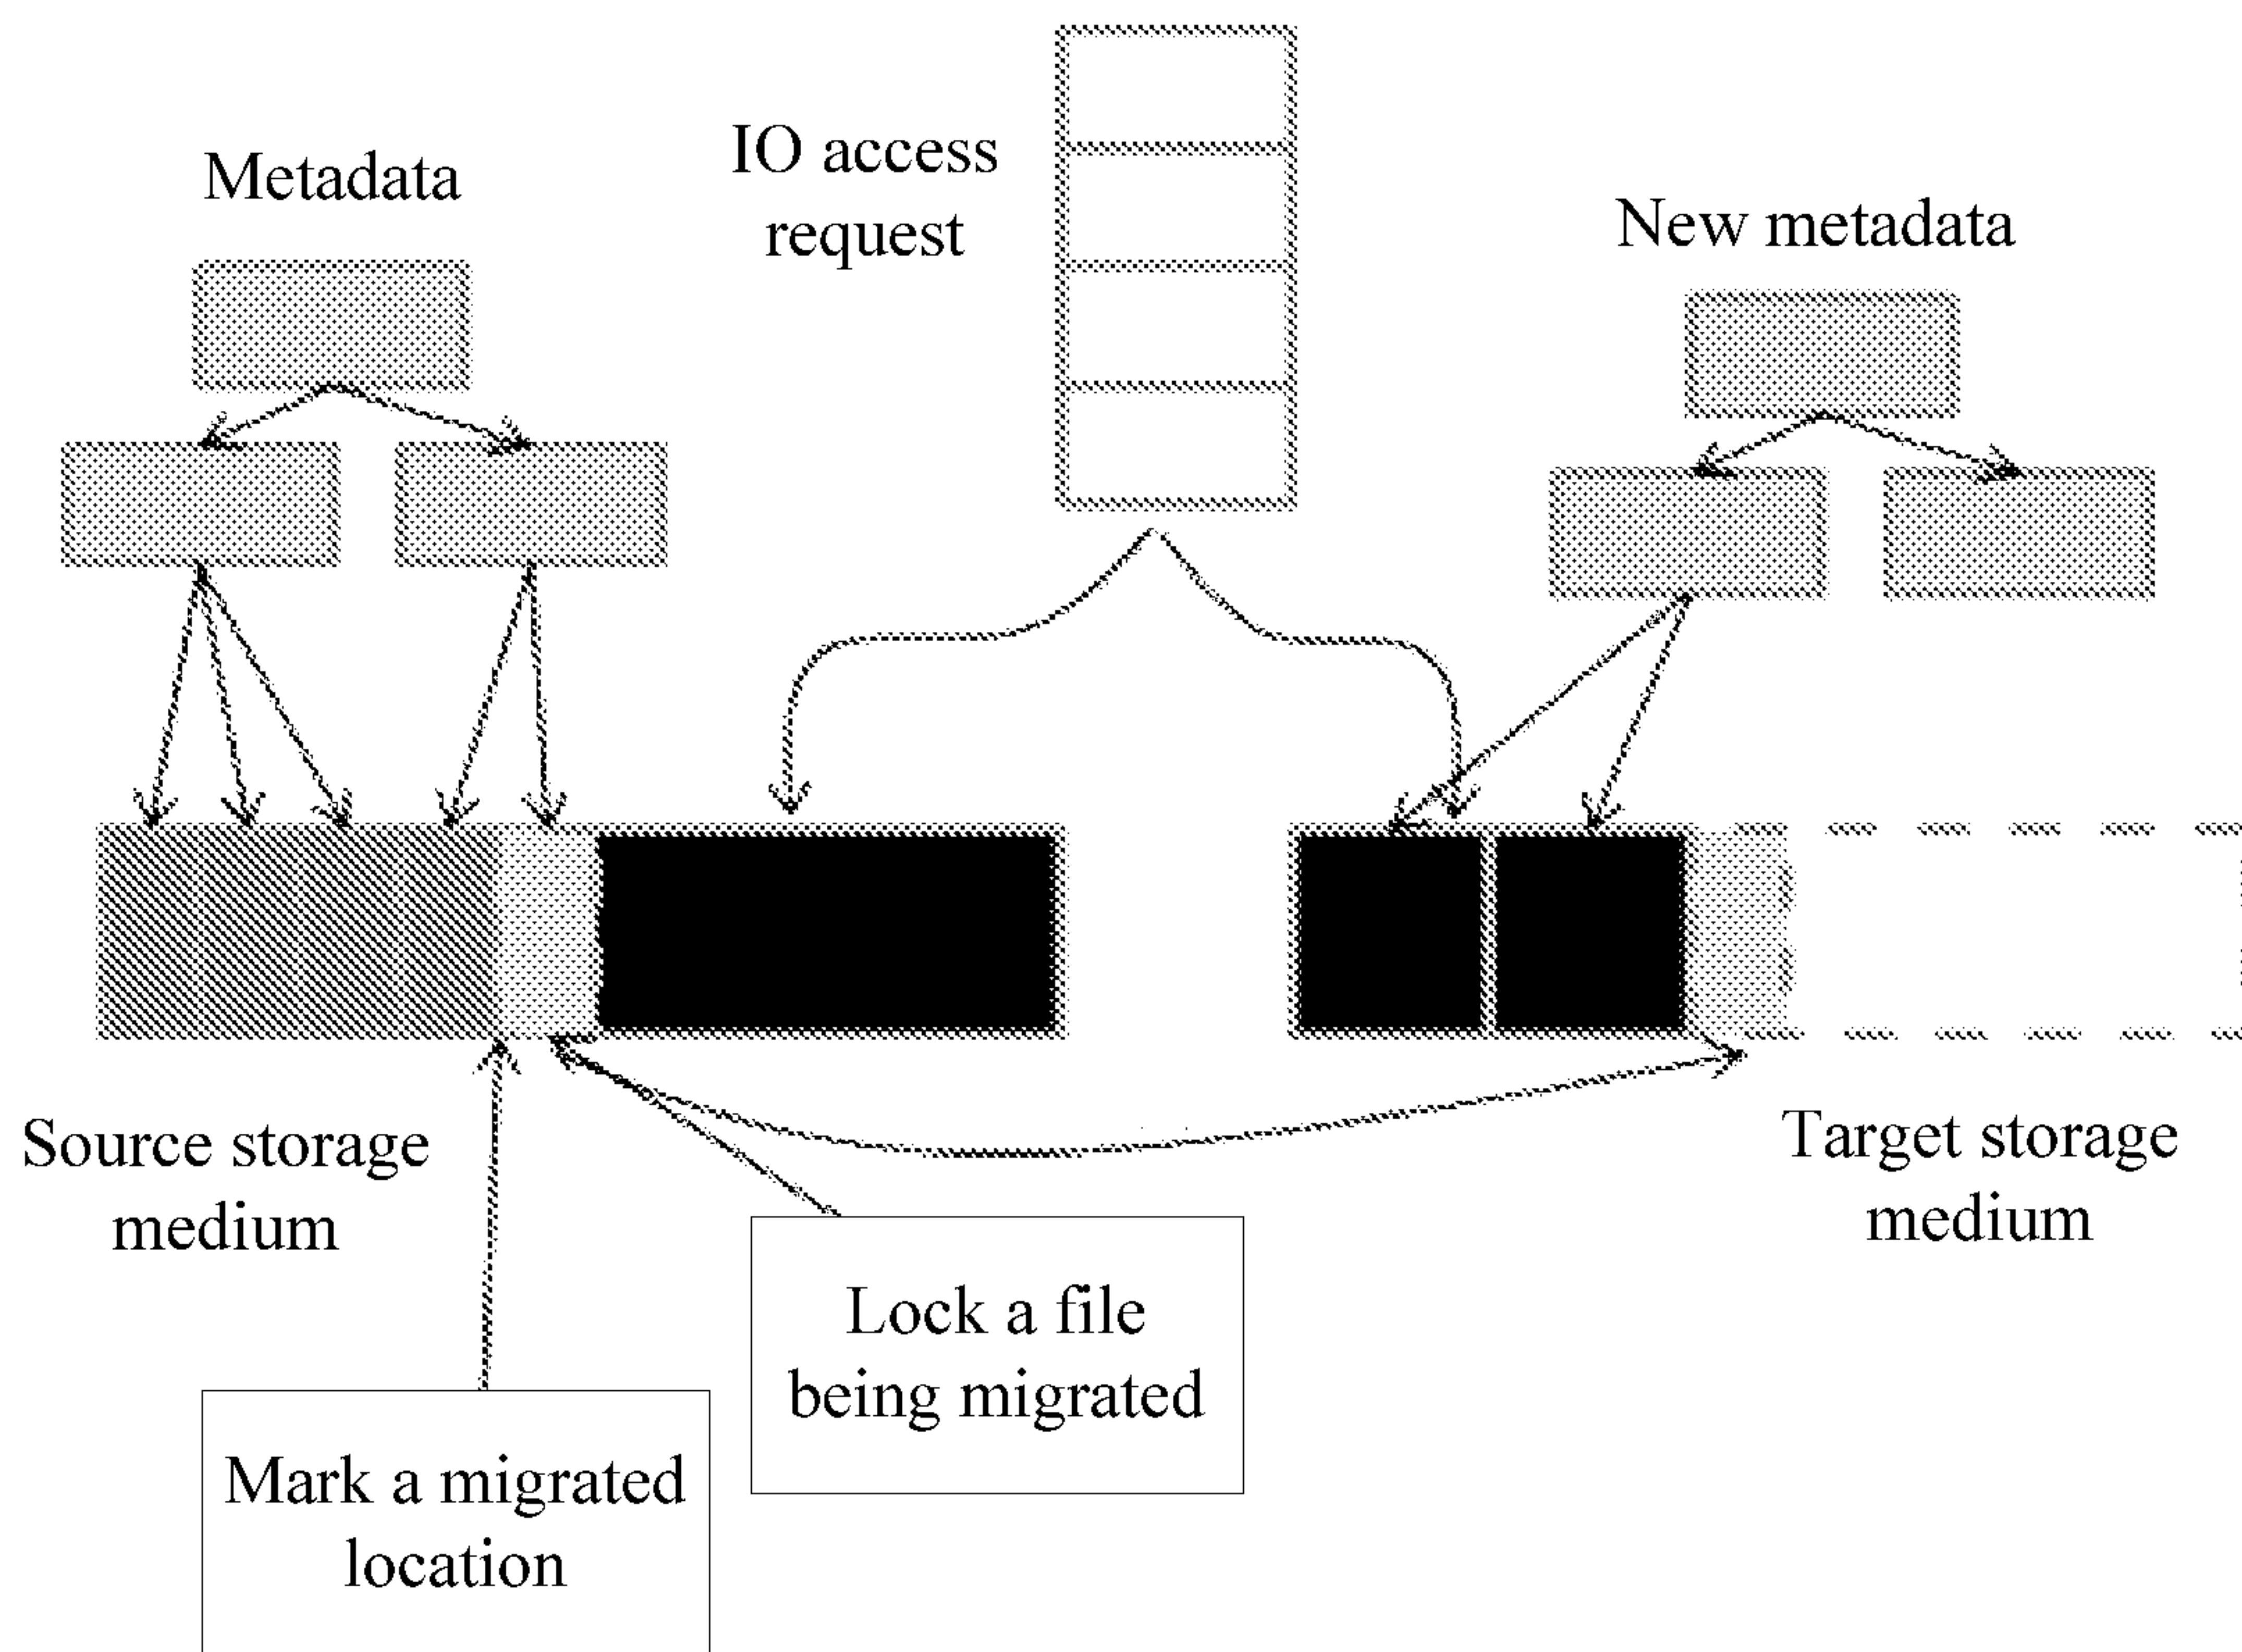 Metadata
IO access
request
New metadata
Source storage
medium
Target storage
medium
Lock a file
being migrated
Mark a migrated
location